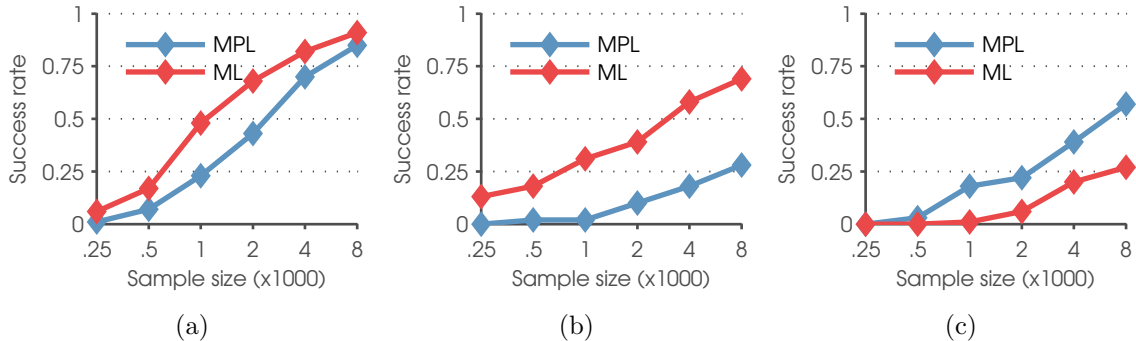 1
0.75
0.5
0.25
0
Success rate
MPL
ML
.25 .5 1 2 4 8
Sample size (x1000)
(a)
1
0.75
0.5
0.25
0
Success rate
MPL
ML
.25 .5 1 2 4 8
Sample size (x1000)
(b)
1
0.75
0.5
0.25
0
Success rate
MPL
ML
.25 .5 1 2 4 8
Sample size (x1000)
(c)